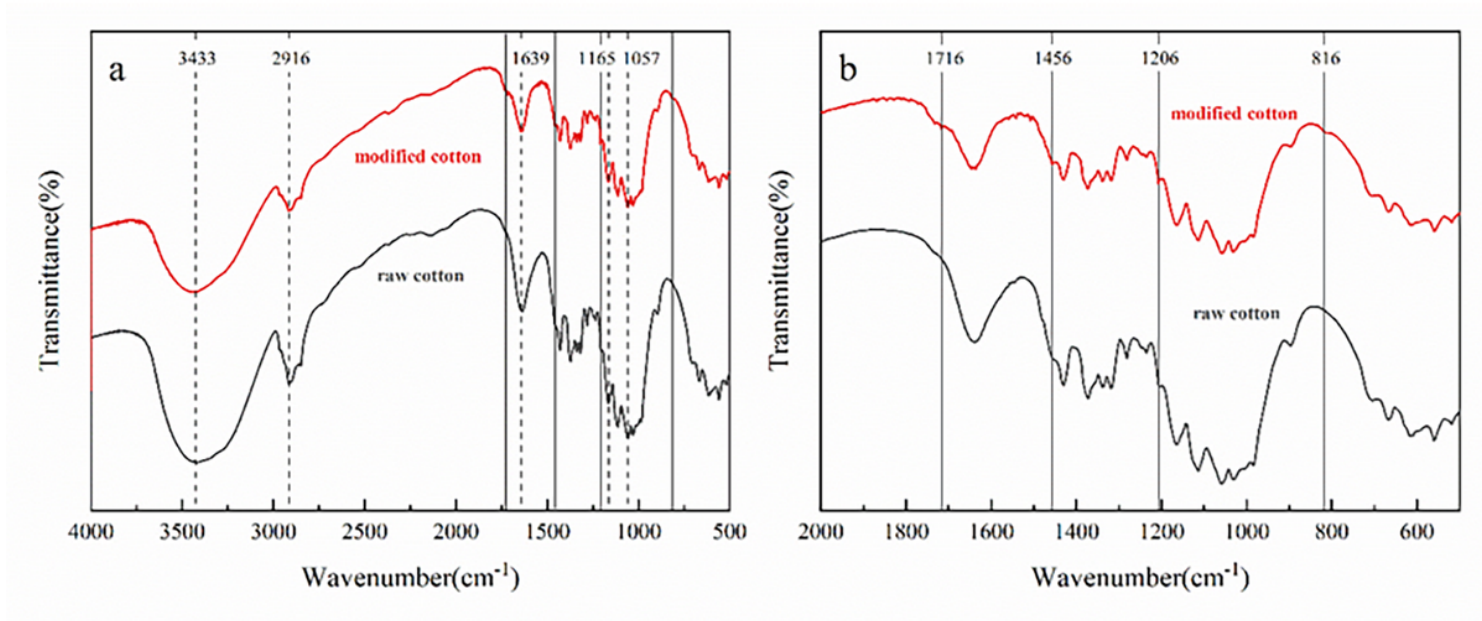 a
3433 2916 1639 1165 1057
modified cotton
raw cotton
Transmittance(%)
4000 3500 3000 2500 2000 1500 1000 500
Wavenumber(cm-1)
b
1716 1456 1206 816
modified cotton
raw cotton
Transmittance(%)
2000 1800 1600 1400 1200 1000 800 600
Wavenumber(cm-1)